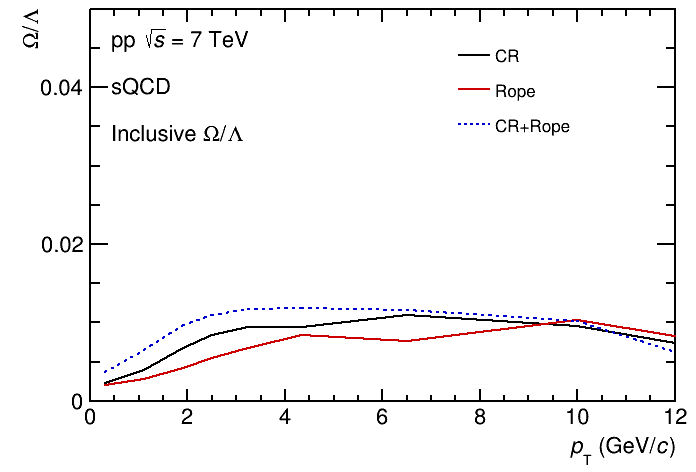 Ω/Λ
pp √s = 7 TeV
sQCD
Inclusive Ω/Λ
CR
Rope
CR+Rope
0.04
0.02
0
0 2 4 6 8 10 12
pT (GeV/c)